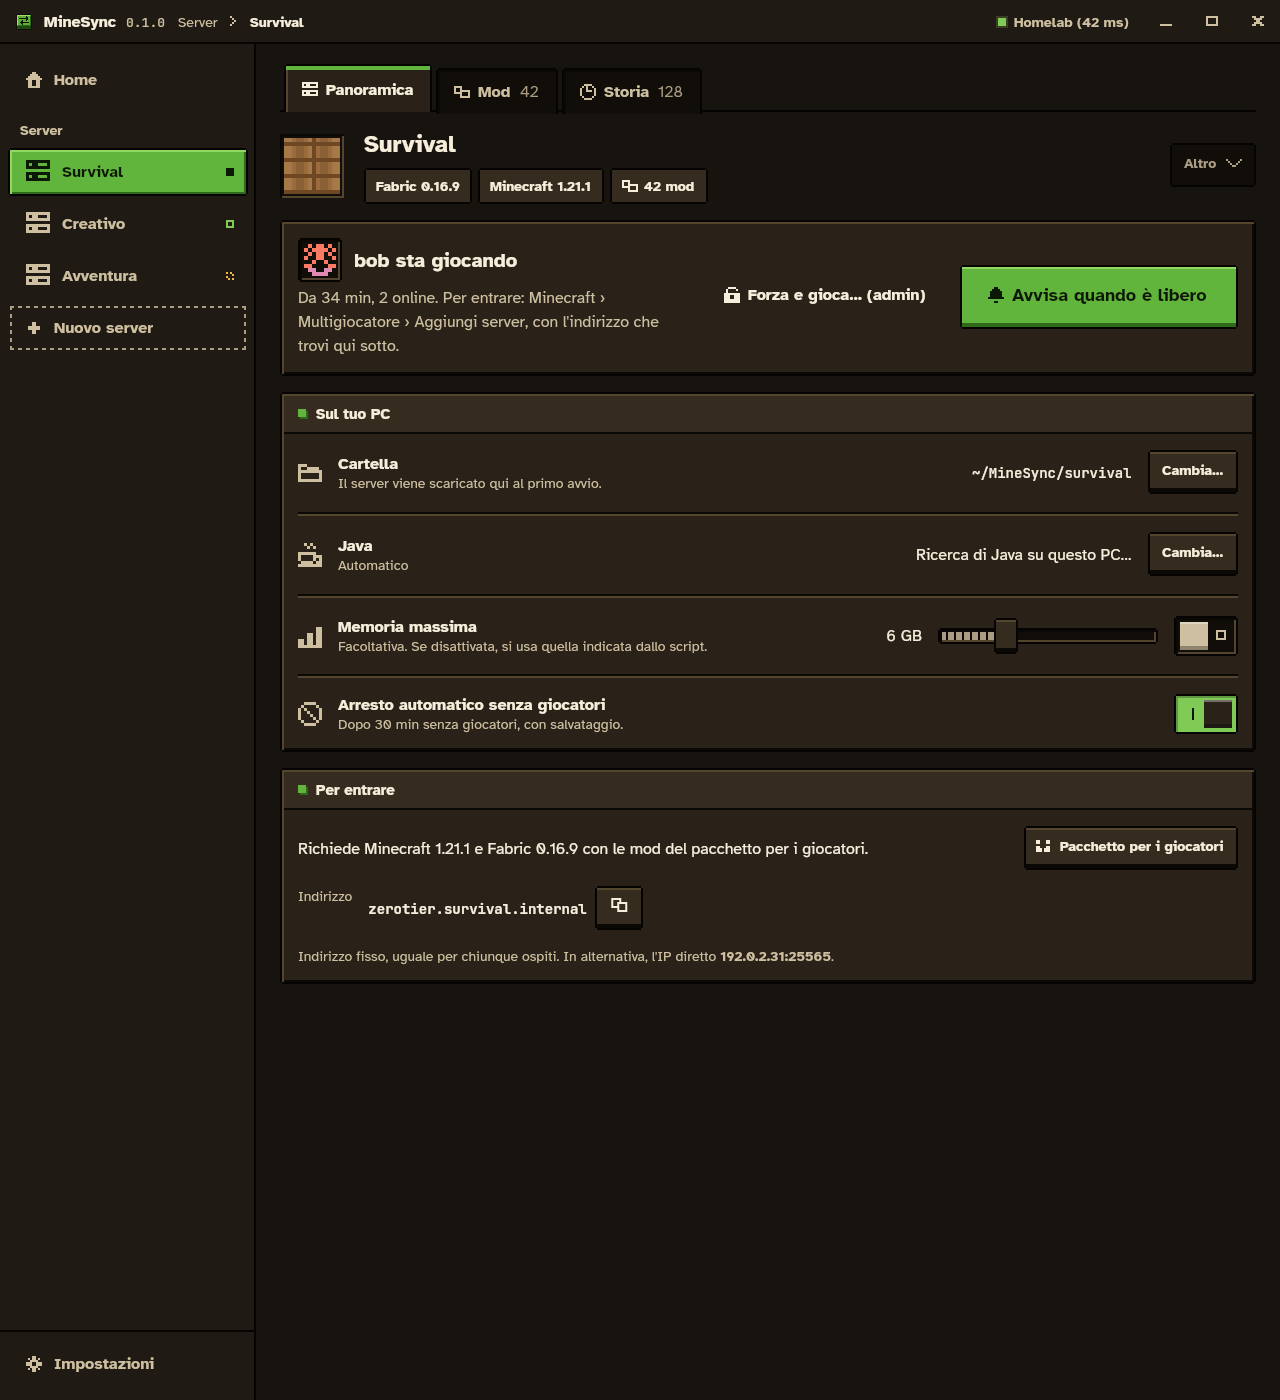 MineSync 0.1.0 Server Survival
Homelab (42 ms)
Home
Server
Survival
Creativo
Avventura
Nuovo server
Impostazioni
Panoramica
Mod 42
Storia 128
Survival
Fabric 0.16.9
Minecraft 1.21.1
42 mod
Altro
bob sta giocando
Da 34 min, 2 online. Per entrare: Minecraft ›
Multigiocatore › Aggiungi server, con l'indirizzo che
trovi qui sotto.
Forza e gioca... (admin)
Avvisa quando è libero
Sul tuo PC
Cartella
Il server viene scaricato qui al primo avvio.
~/MineSync/survival
Cambia...
Java
Automatico
Ricerca di Java su questo PC...
Cambia...
Memoria massima
Facoltativa. Se disattivata, si usa quella indicata dallo script.
6 GB
Arresto automatico senza giocatori
Dopo 30 min senza giocatori, con salvataggio.
Per entrare
Richiede Minecraft 1.21.1 e Fabric 0.16.9 con le mod del pacchetto per i giocatori.
Pacchetto per i giocatori
Indirizzo
zerotier.survival.internal
Indirizzo fisso, uguale per chiunque ospiti. In alternativa, l'IP diretto 192.0.2.31:25565.